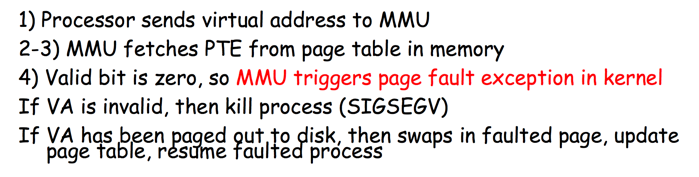 1) Processor sends virtual address to MMU
2-3) MMU fetches PTE from page table in memory
4) Valid bit is zero, so MMU triggers page fault exception in kernel
If VA is invalid, then kill process (SIGSEGV)
If VA has been paged out to disk, then swaps in faulted page, update
page table, resume faulted process